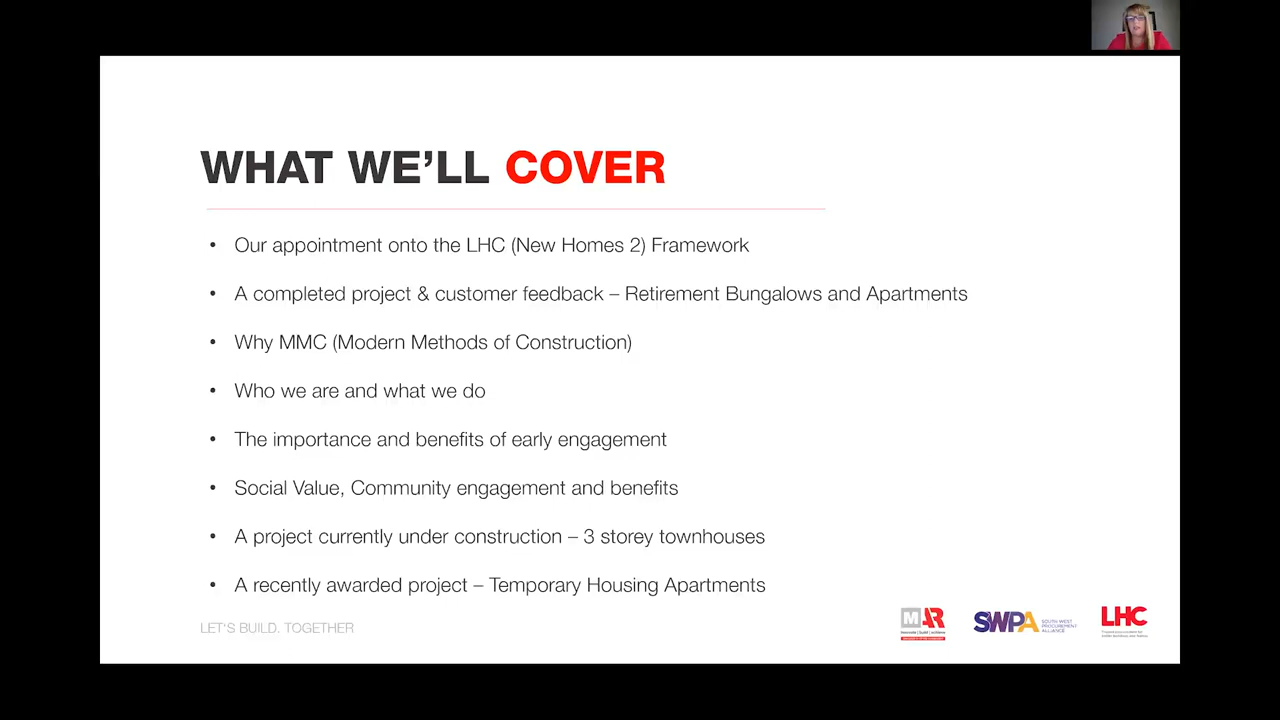 WHAT WE'LL COVER
• Our appointment onto the LHC (New Homes 2) Framework
• A completed project & customer feedback – Retirement Bungalows and Apartments
• Why MMC (Modern Methods of Construction)
• Who we are and what we do
• The importance and benefits of early engagement
• Social Value, Community engagement and benefits
• A project currently under construction – 3 storey townhouses
• A recently awarded project – Temporary Housing Apartments
LET'S BUILD. TOGETHER
MAR
SWPA
SOUTH WEST
PROCUREMENT
ALLIANCE
LHC